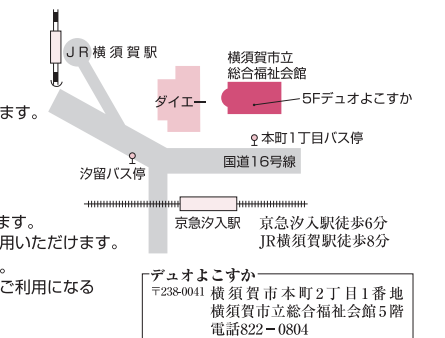 JR横須賀駅
横須賀市立
総合福祉会館
ダイエー
5Fデュオよこすか
ます。
本町1丁目バス停
汐留バス停
国道16号線
ます。
京急汐入駅
京急汐入駅徒歩6分
用いただけます。
JR横須賀駅徒歩8分
。
ご利用になる
デュオよこすか
〒238-0041 横須賀市本町2丁目1番地
横須賀市立総合福祉会館5階
電話822−0804